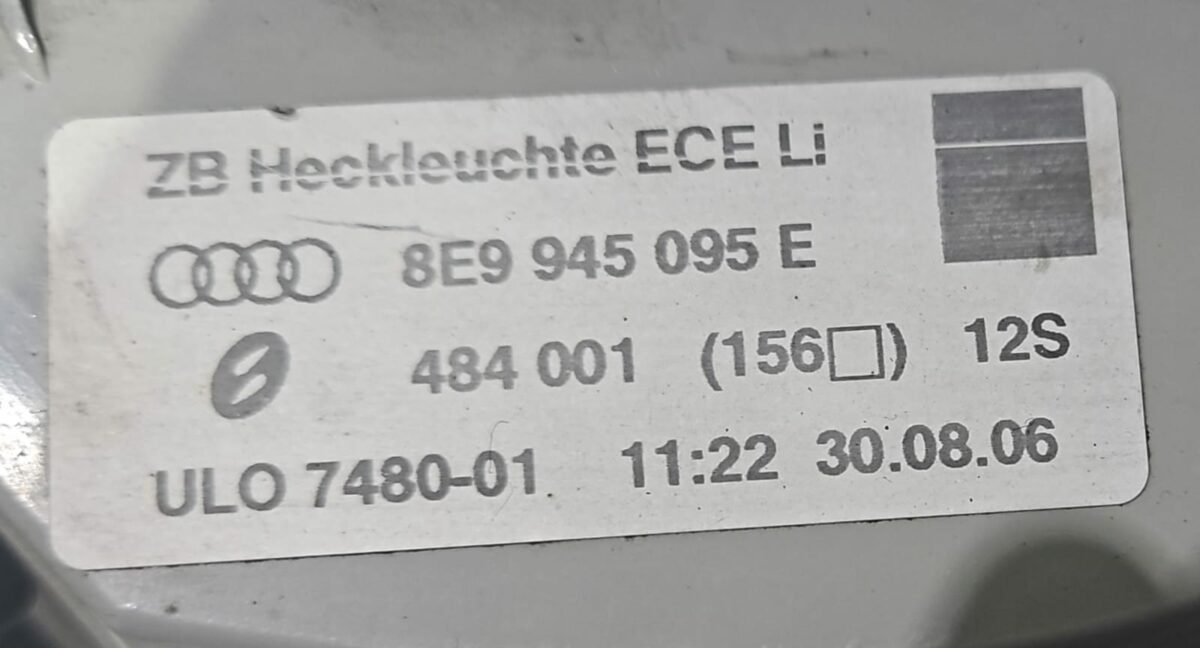 ZB Heckleuchte ECE Li
8E9 945 095 E
484 001 (156□) 12S
ULO 7480-01 11:22 30.08.06